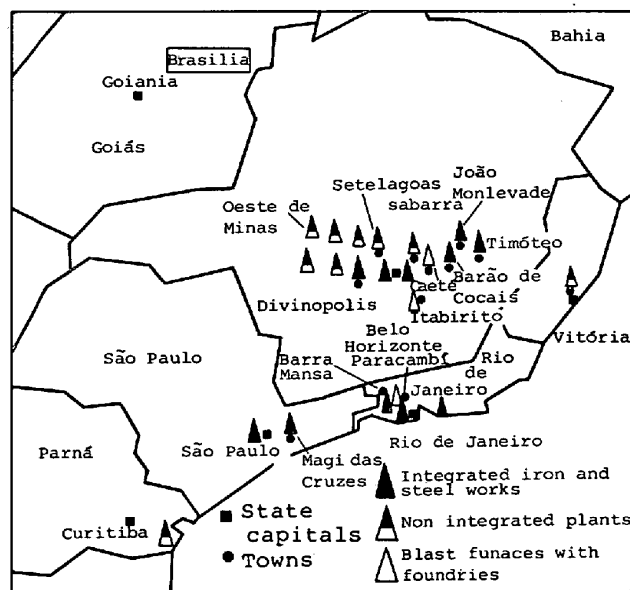 Bahia
Brasilia
Goiania
Goiás
João
Monlevade
Setelagoas
sabarra
Oeste de
Minas
Timóteo
Barão de
Cocais
Caeté
Divinopolis
Itabirito
Belo
Horizonte
Vitória
São Paulo
Barra
Mansa
Paracambí
Rio
de
Janeiro
Parná
São Paulo
Rio de Janeiro
Magi das
Cruzes
Curitiba
State
capitals
Towns
Integrated iron and
steel works
Non integrated plants
Blast funaces with
foundries